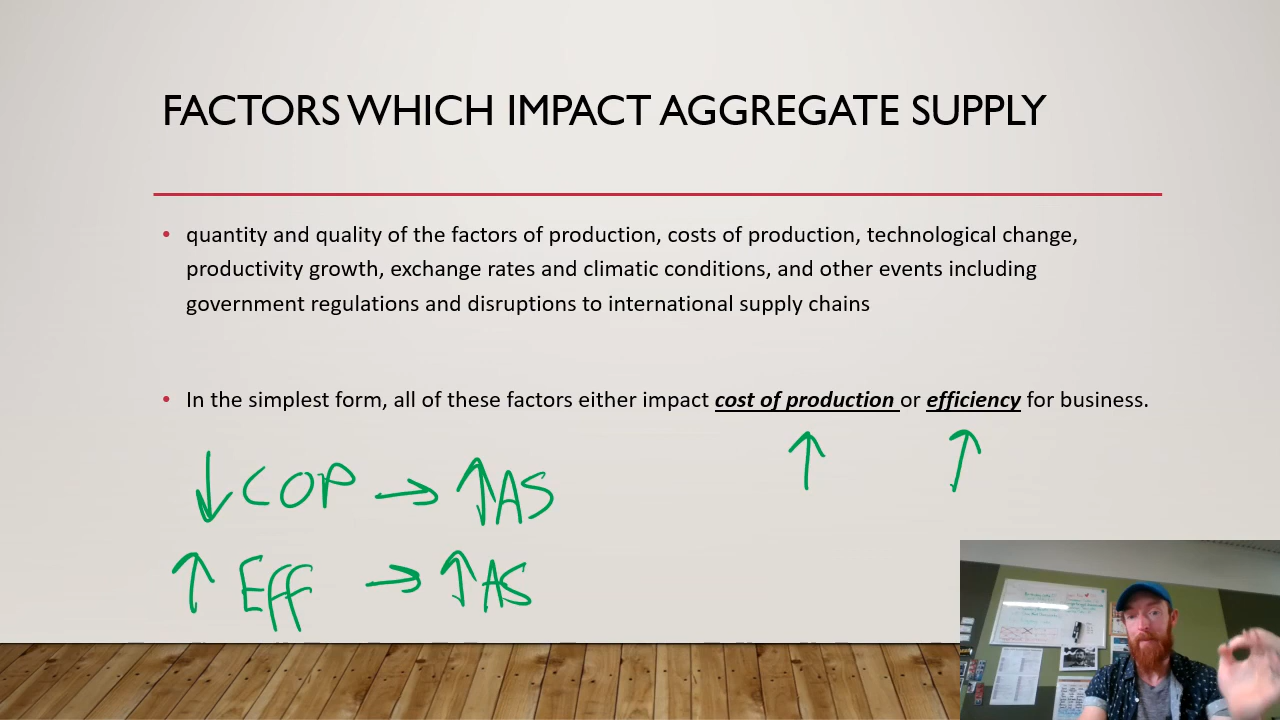 FACTORS WHICH IMPACT AGGREGATE SUPPLY
• quantity and quality of the factors of production, costs of production, technological change,
productivity growth, exchange rates and climatic conditions, and other events including
government regulations and disruptions to international supply chains
• In the simplest form, all of these factors either impact cost of production or efficiency for business.
↓ COP → ↑ AS
↑ Eff → ↑ AS